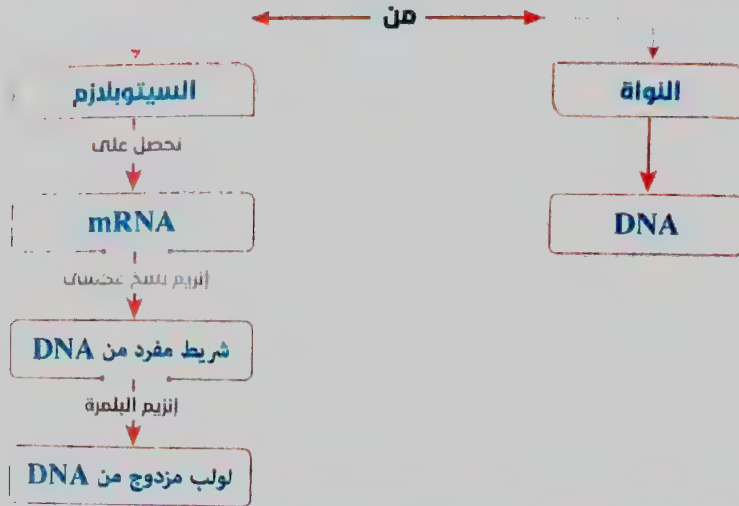 من
النواة
DNA
السيتوبلازم
نحصل على
mRNA
إنزيم نسخ عكسى
شريط مفرد من DNA
إنزيم البلمرة
لولب مزدوج من DNA